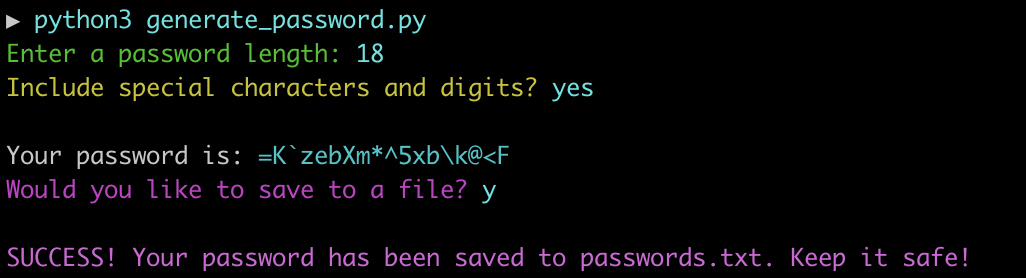 ▶ python3 generate_password.py
Enter a password length: 18
Include special characters and digits? yes
Your password is: =K`zebXm*^5xb\k@<F
Would you like to save to a file? y
SUCCESS! Your password has been saved to passwords.txt. Keep it safe!